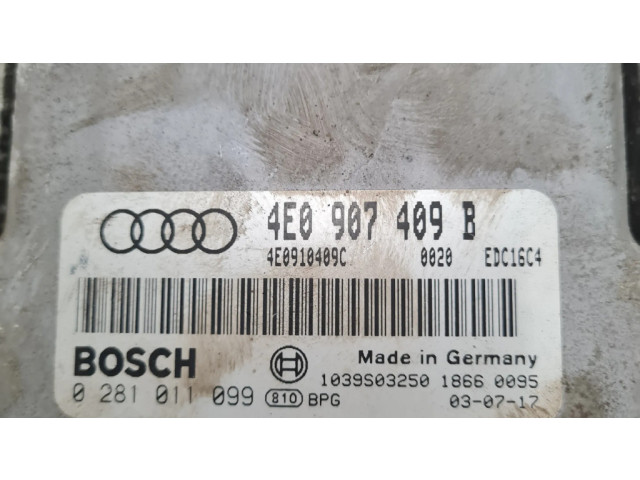 4E0 907 409 B
4E0910409C 0020 EDC16C4
BOSCH Made in Germany
1039S03250 1866 0095
0 281 011 099 810 BPG 03-07-17